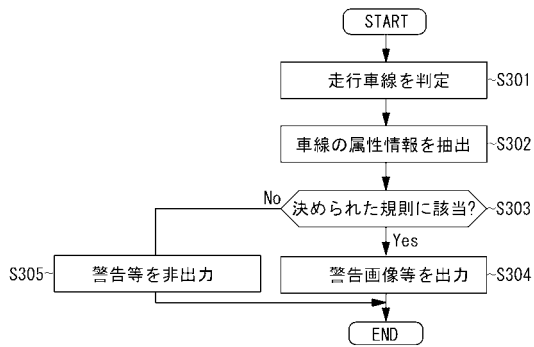 START
走行車線を判定
S301
車線の属性情報を抽出
S302
決められた規則に該当?
S303
No
Yes
S305
警告等を非出力
警告画像等を出力
S304
END